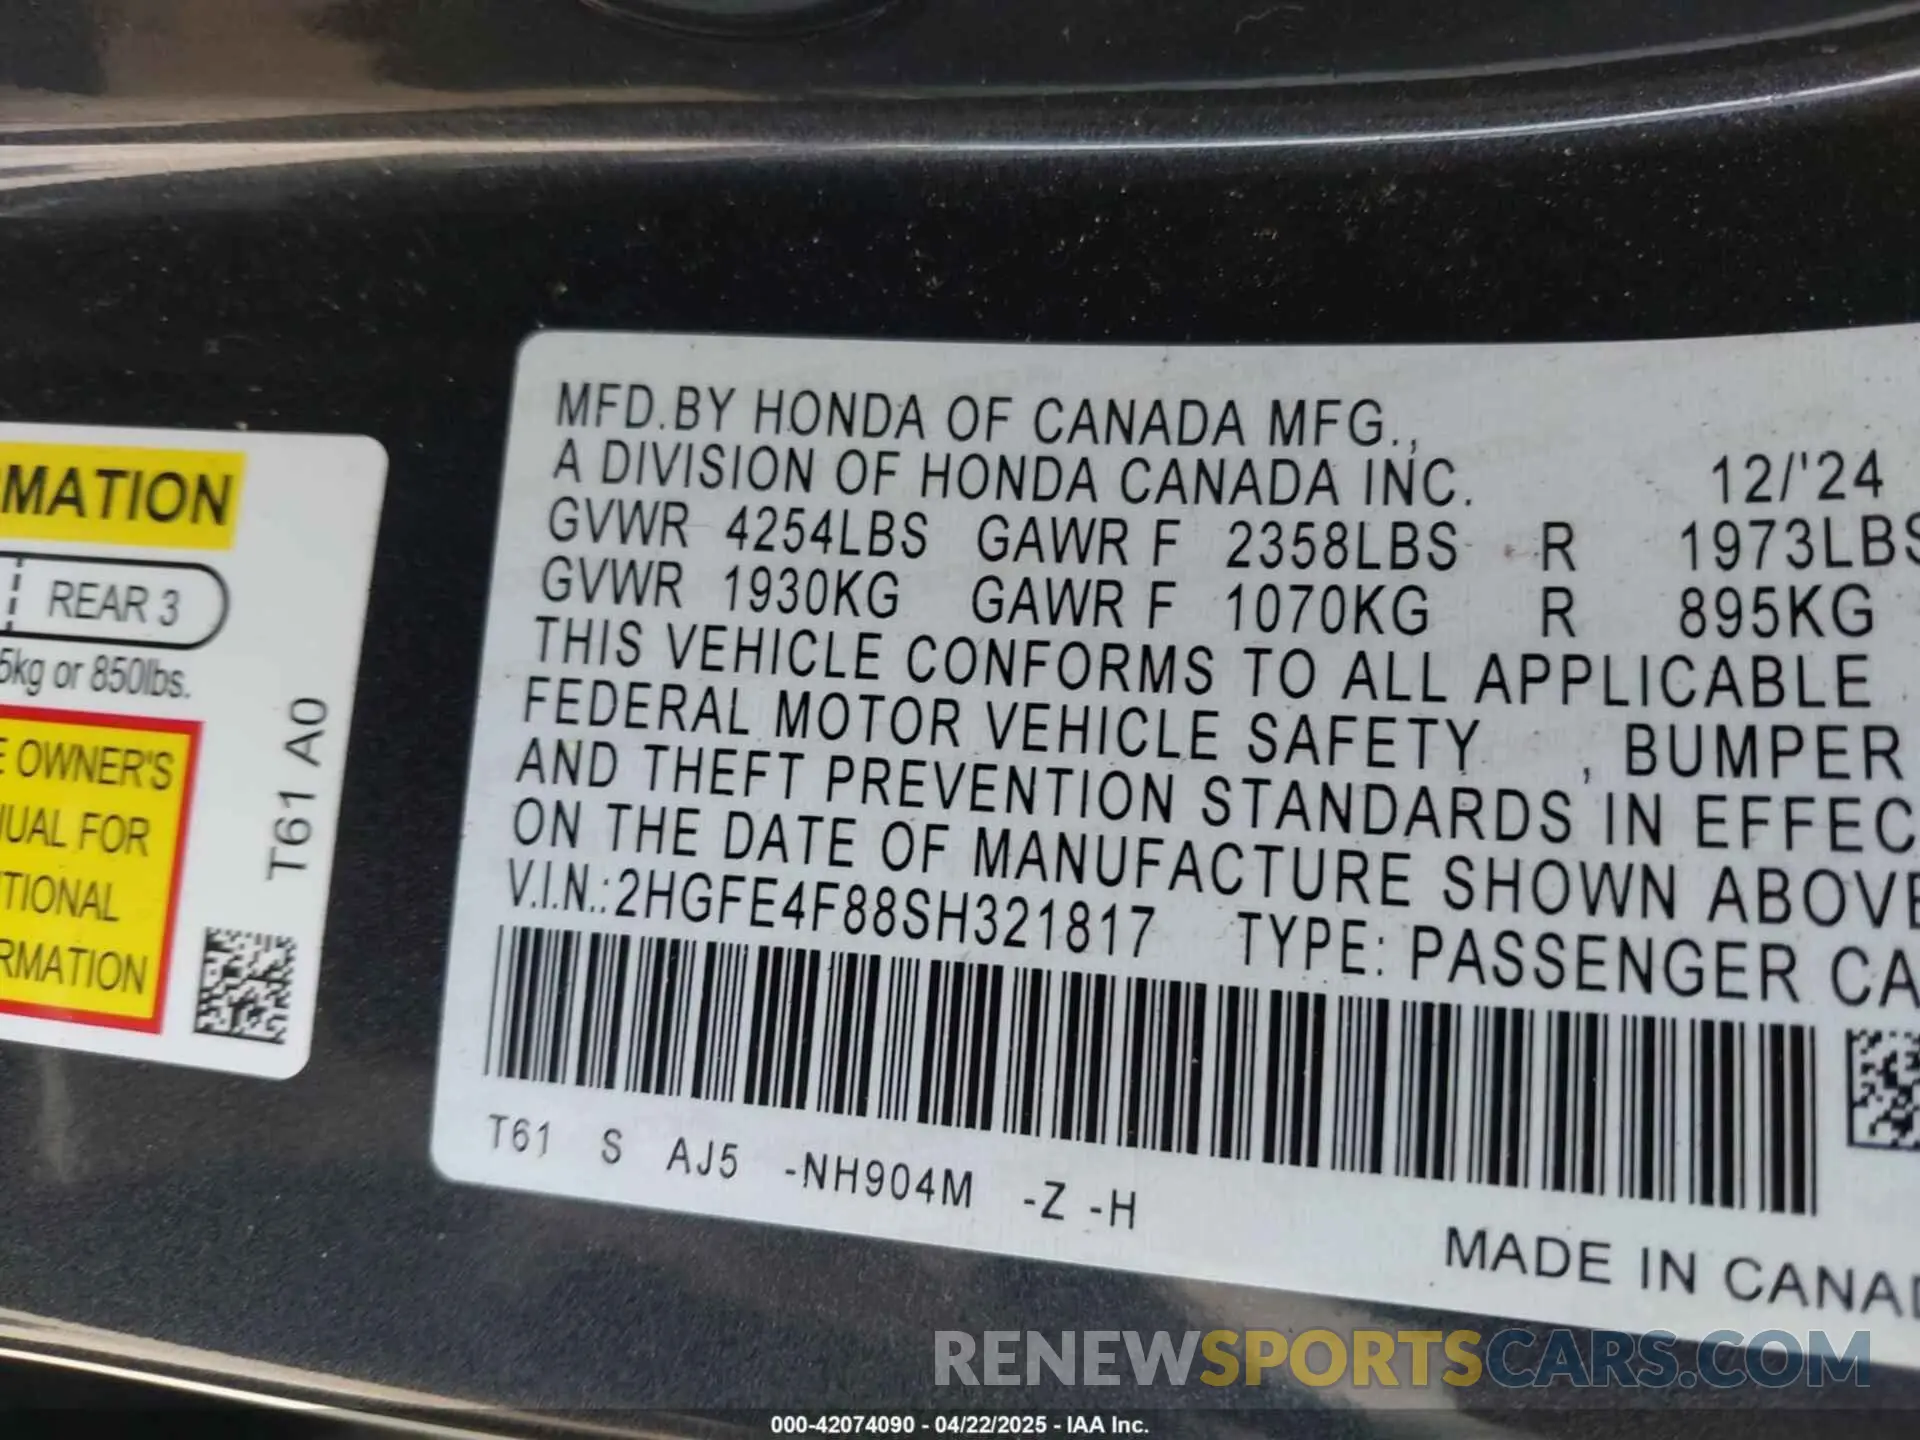 MATION
REAR 3
5kg or 850lbs.
OWNER'S
UAL FOR
TIONAL
RMATION
T61 A0
MFD.BY HONDA OF CANADA MFG.,
A DIVISION OF HONDA CANADA INC. 12/'24
GVWR 4254LBS GAWR F 2358LBS R 1973LBS
GVWR 1930KG GAWR F 1070KG R 895KG
THIS VEHICLE CONFORMS TO ALL APPLICABLE
FEDERAL MOTOR VEHICLE SAFETY , BUMPER
AND THEFT PREVENTION STANDARDS IN EFFEC
ON THE DATE OF MANUFACTURE SHOWN ABOVE
V.I.N.:2HGFE4F88SH321817 TYPE: PASSENGER CA
T61 S AJ5 -NH904M -Z -H
MADE IN CANAD
RENEWSPORTSCARS.COM
000-42074090 - 04/22/2025 - IAA Inc.